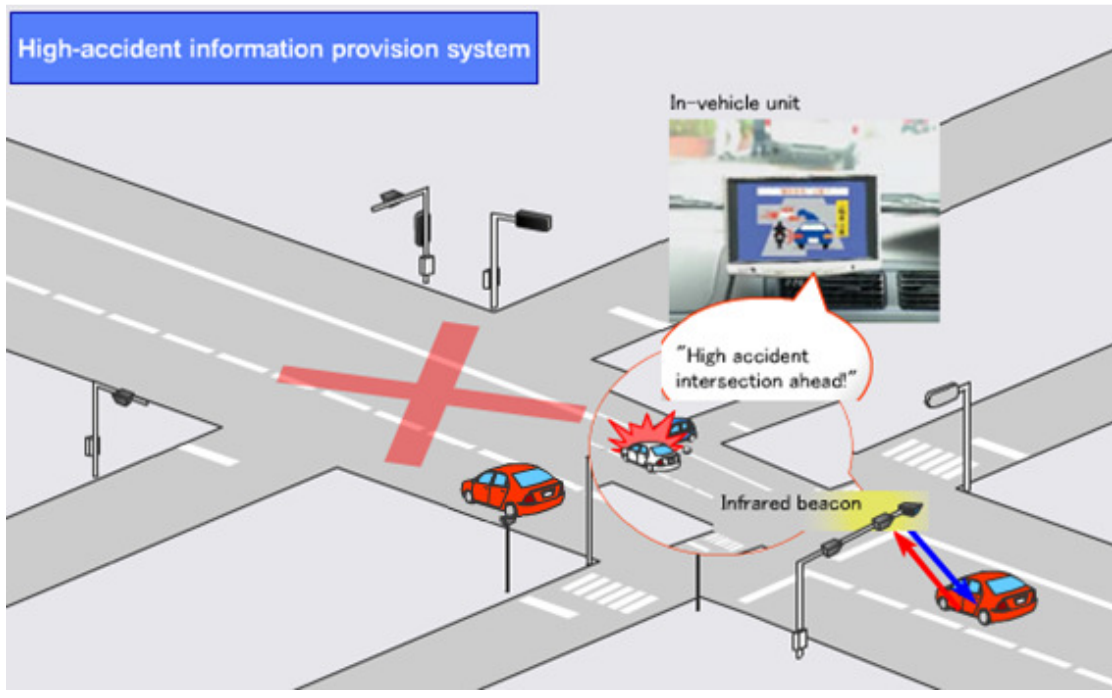 High-accident information provision system
In-vehicle unit
"High accident
intersection ahead!"
Infrared beacon